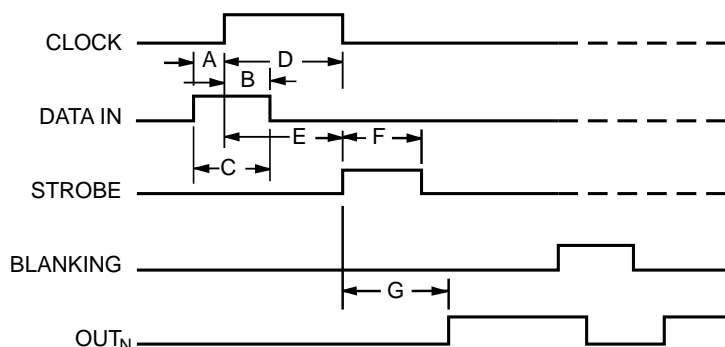 CLOCK
A D
B
DATA IN
E F
C
STROBE
BLANKING
G
OUTN